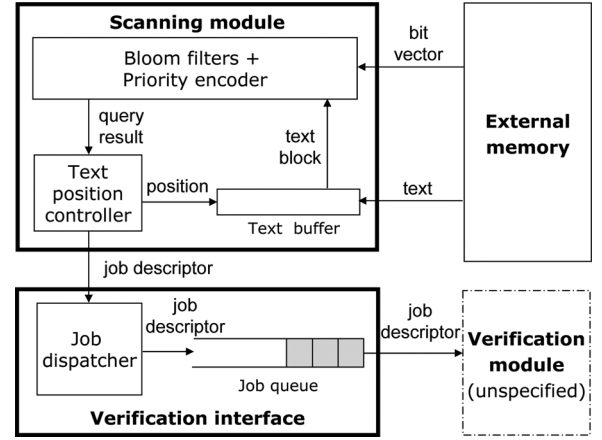 Scanning module
Bloom filters +
Priority encoder
bit
vector
query
result
text
block
External
memory
Text
position
controller
position
text
Text buffer
job descriptor
Job
dispatcher
job
descriptor
Job queue
job
descriptor
Verification
module
(unspecified)
Verification interface